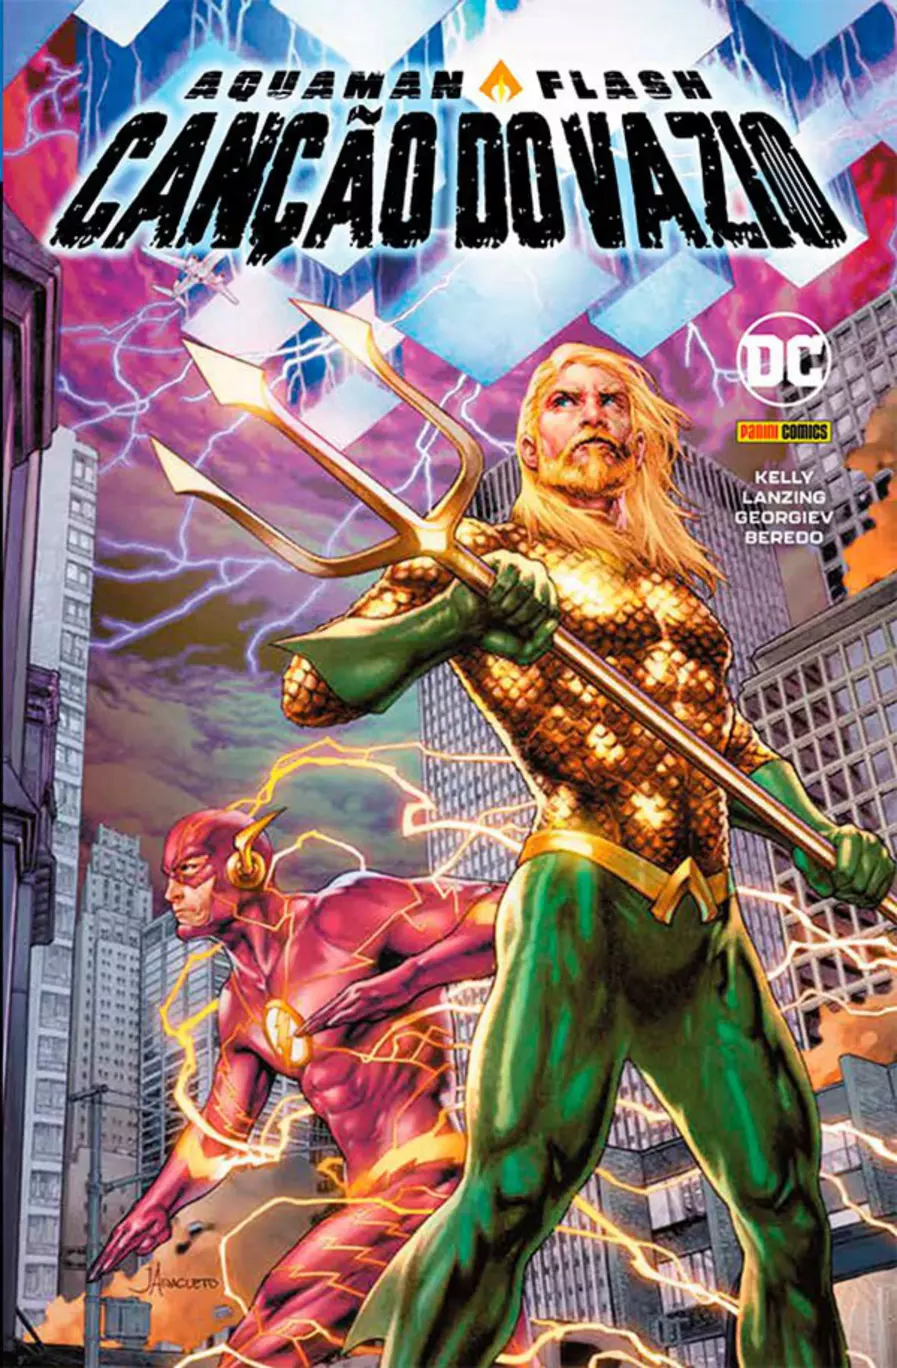 AQUAMAN FLASH
CANÇÃO DO VAZIO
DC
PANINI COMICS
KELLY
LANZING
GEORGIEV
BEREDO